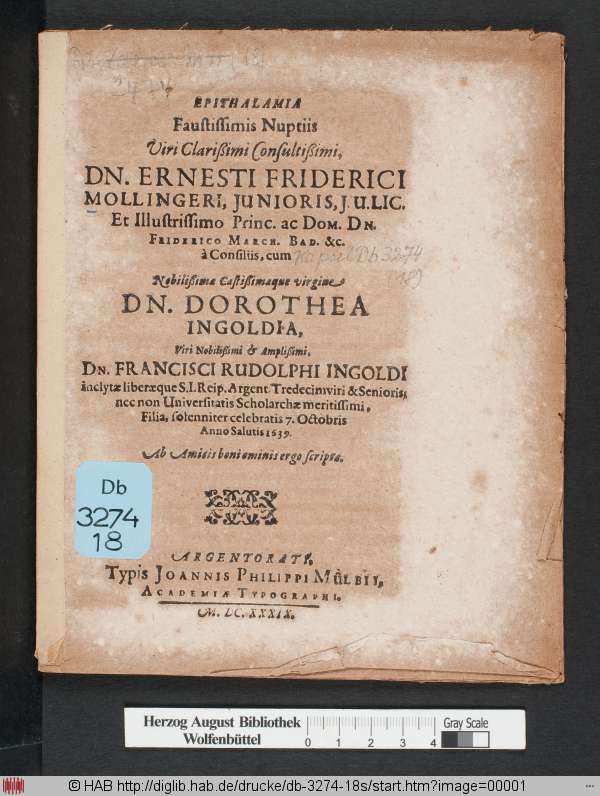 EPITHALAMIA
Faustissimis Nuptiis
Viri Clarißimi Consultißimi,
DN. ERNESTI FRIDERICI
MOLLINGERI, JUNIORIS, J.U.LIC.
Et Illustrissimo Princ. ac DOM. DN.
FRIDERICO MARCH. BAD. &c.
à Consiliis, cum
Kapsel Db 3274
(18)
Nobilißima Castißimaque virgine
DN. DOROTHEA
INGOLDIA,
Viri Nobilißimi & Amplißimi,
DN. FRANCISCI RUDOLPHI INGOLDI
inclytæ liberæque S.I. Reip. Argent. Tredecimviri & Senioris,
nec non Universitatis Scholarchæ meritissimi,
Filia, solenniter celebratis 7. Octobris
Anno Salutis 1639.
Ab Amicis boni ominis ergo scripta.
Db
3274
18
ARGENTORATI,
Typis JOANNIS PHILIPPI MŮLBII,
ACADEMIÆ TYPOGRAPHI.
M. DC. XXXIX.
Herzog August Bibliothek
Wolfenbüttel
0 1 2 3 4
Gray Scale
© HAB http://diglib.hab.de/drucke/db-3274-18s/start.htm?image=00001